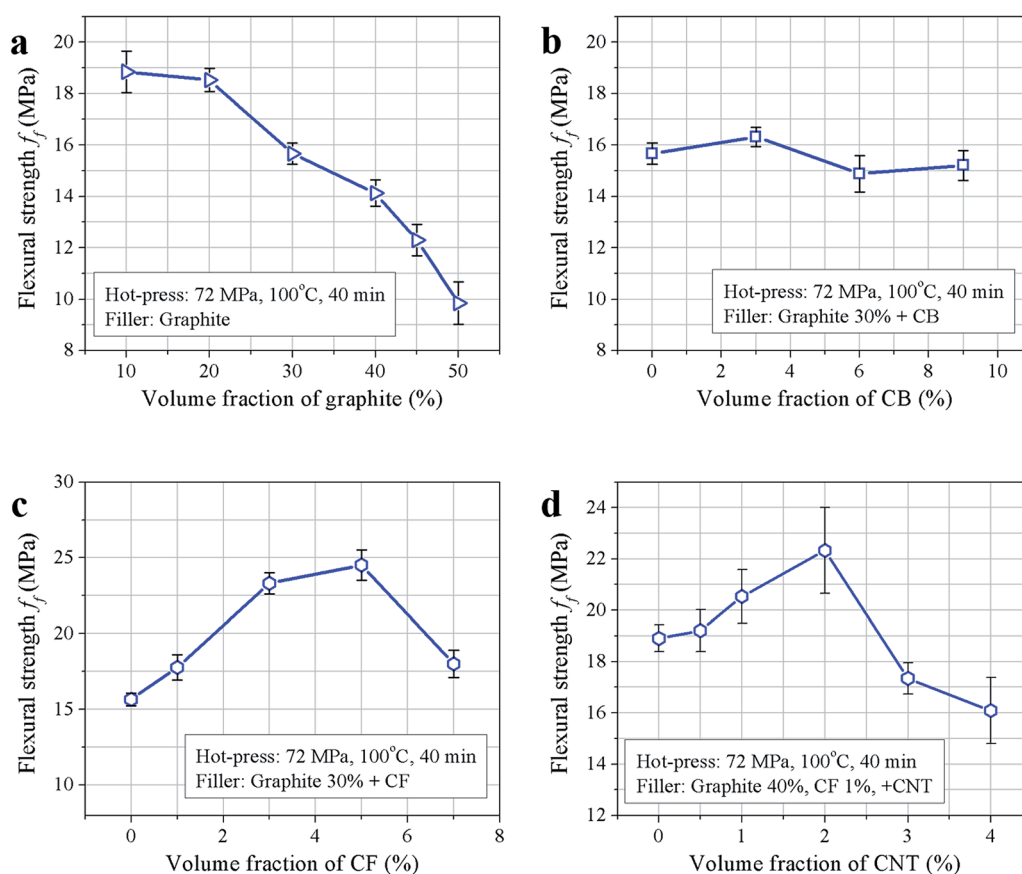 a
20
18
16
14
12
10
8
Flexural strength f_f (MPa)
Hot-press: 72 MPa, 100°C, 40 min
Filler: Graphite
10 20 30 40 50
Volume fraction of graphite (%)
b
20
18
16
14
12
10
8
Flexural strength f_f (MPa)
Hot-press: 72 MPa, 100°C, 40 min
Filler: Graphite 30% + CB
0 2 4 6 8 10
Volume fraction of CB (%)
c
30
25
20
15
10
Flexural strength f_f (MPa)
Hot-press: 72 MPa, 100°C, 40 min
Filler: Graphite 30% + CF
0 2 4 6 8
Volume fraction of CF (%)
d
24
22
20
18
16
14
12
Flexural strength f_f (MPa)
Hot-press: 72 MPa, 100°C, 40 min
Filler: Graphite 40%, CF 1%, +CNT
0 1 2 3 4
Volume fraction of CNT (%)